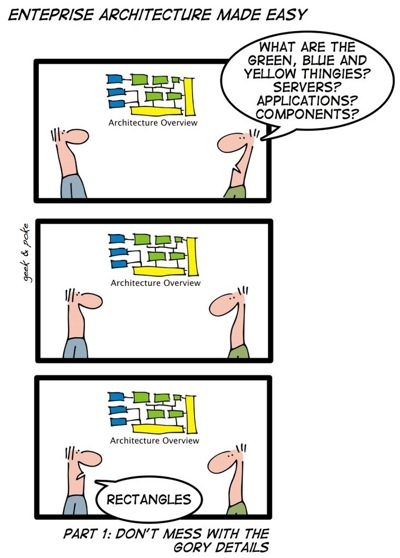 ENTEPRISE ARCHITECTURE MADE EASY
WHAT ARE THE
GREEN, BLUE AND
YELLOW THINGIES?
SERVERS?
APPLICATIONS?
COMPONENTS?
Architecture Overview
geek & poke
Architecture Overview
Architecture Overview
RECTANGLES
PART 1: DON'T MESS WITH THE
GORY DETAILS